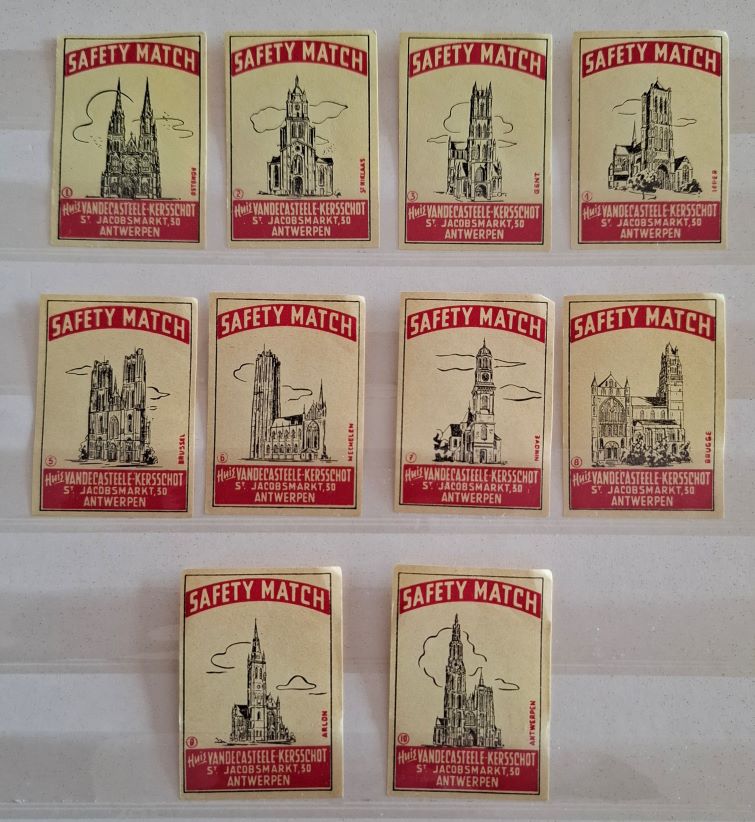 SAFETY MATCH
1
OSTENDE
Huis VANDECASTEELE-KERSSCHOT
ST. JACOBSMARKT, 50
ANTWERPEN
SAFETY MATCH
2
ST NIKLAAS
Huis VANDECASTEELE-KERSSCHOT
ST. JACOBSMARKT, 50
ANTWERPEN
SAFETY MATCH
3
GENT
Huis VANDECASTEELE-KERSSCHOT
ST. JACOBSMARKT, 50
ANTWERPEN
SAFETY MATCH
4
IEPER
Huis VANDECASTEELE-KERSSCHOT
ST. JACOBSMARKT, 50
ANTWERPEN
SAFETY MATCH
5
BRUSSEL
Huis VANDECASTEELE-KERSSCHOT
ST. JACOBSMARKT, 50
ANTWERPEN
SAFETY MATCH
6
MECHELEN
Huis VANDECASTEELE-KERSSCHOT
ST. JACOBSMARKT, 50
ANTWERPEN
SAFETY MATCH
7
NINOVE
Huis VANDECASTEELE-KERSSCHOT
ST. JACOBSMARKT, 50
ANTWERPEN
SAFETY MATCH
8
BRUGGE
Huis VANDECASTEELE-KERSSCHOT
ST. JACOBSMARKT, 50
ANTWERPEN
SAFETY MATCH
9
ARLON
Huis VANDECASTEELE-KERSSCHOT
ST. JACOBSMARKT, 50
ANTWERPEN
SAFETY MATCH
10
ANTWERPEN
Huis VANDECASTEELE-KERSSCHOT
ST. JACOBSMARKT, 50
ANTWERPEN